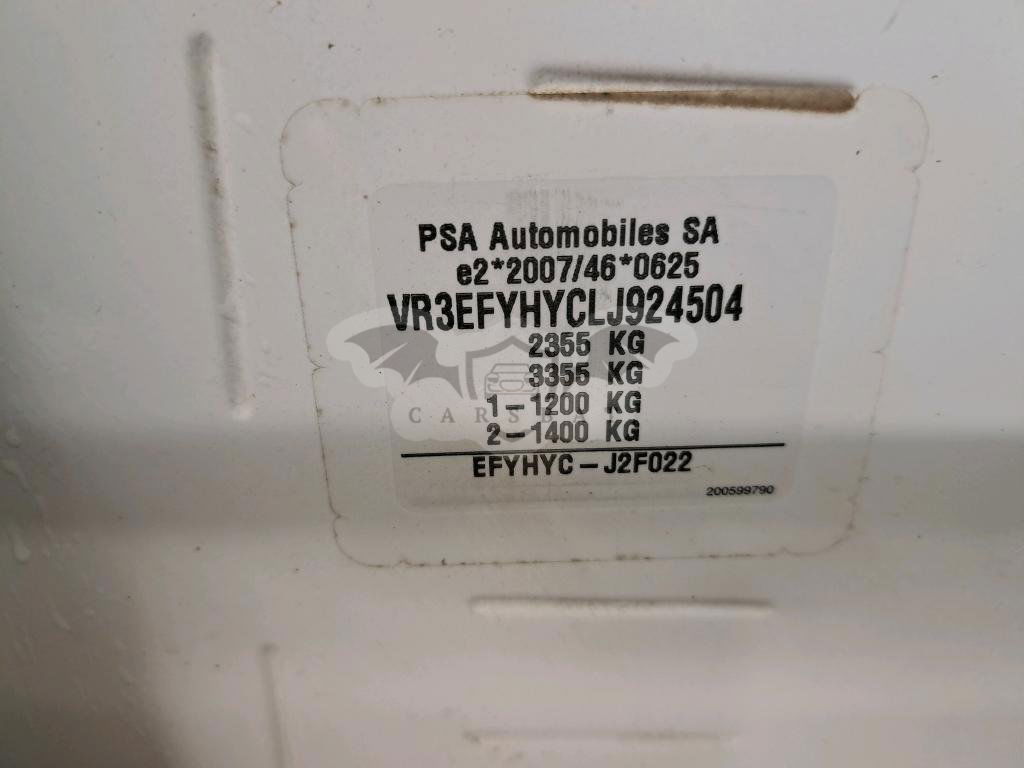 PSA Automobiles SA
e2*2007/46*0625
VR3EFYHYCLJ924504
2355 KG
3355 KG
1-1200 KG
CARSBAT
2-1400 KG
EFYHYC-J2F022
200599790